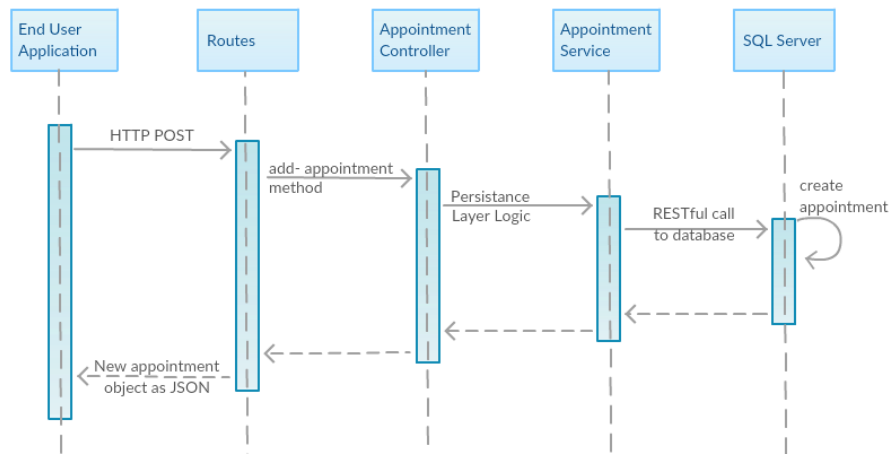 End User
Application
Routes
Appointment
Controller
Appointment
Service
SQL Server
HTTP POST
add- appointment
method
Persistance
Layer Logic
RESTful call
to database
create
appointment
New appointment
object as JSON